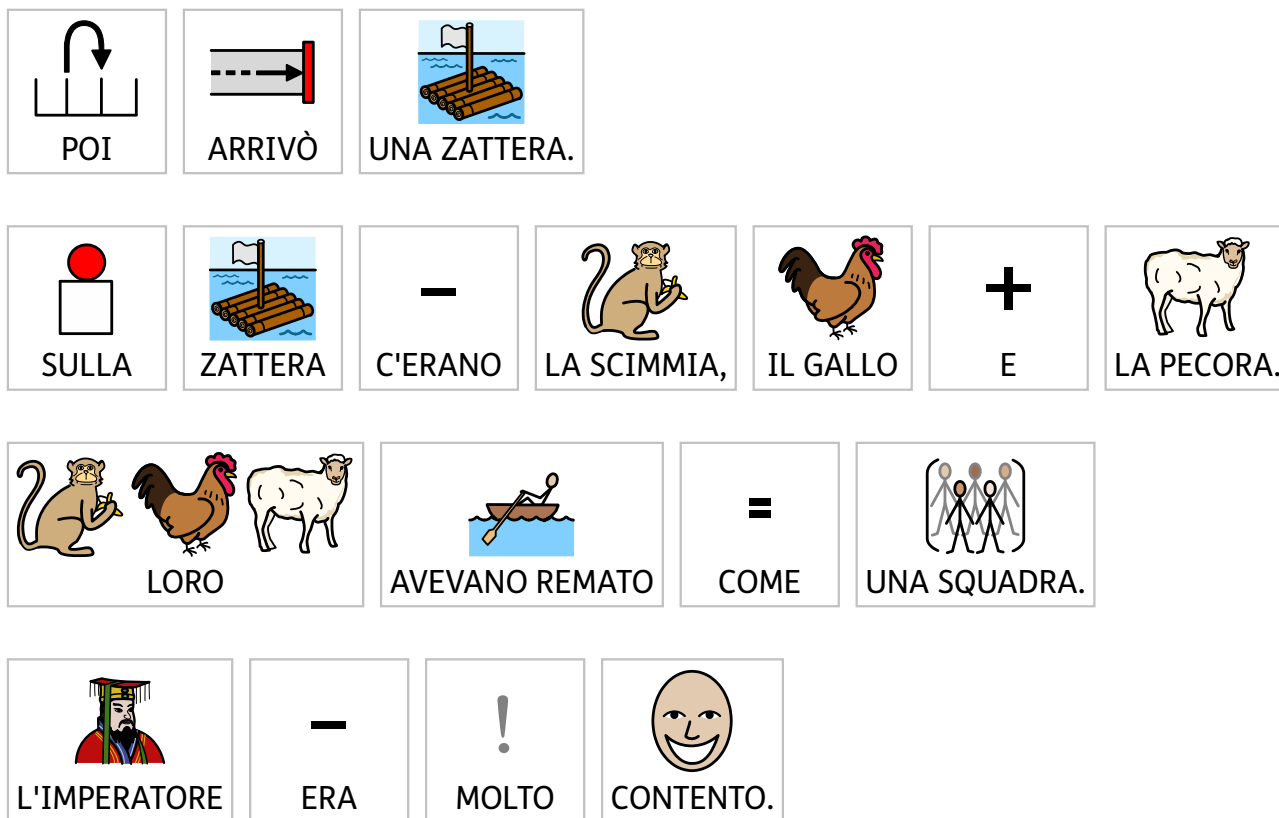 POI ARRIVÒ UNA ZATTERA.
SULLA ZATTERA C'ERANO LA SCIMMIA, IL GALLO E LA PECORA.
LORO AVEVANO REMATO COME UNA SQUADRA.
L'IMPERATORE ERA MOLTO CONTENTO.